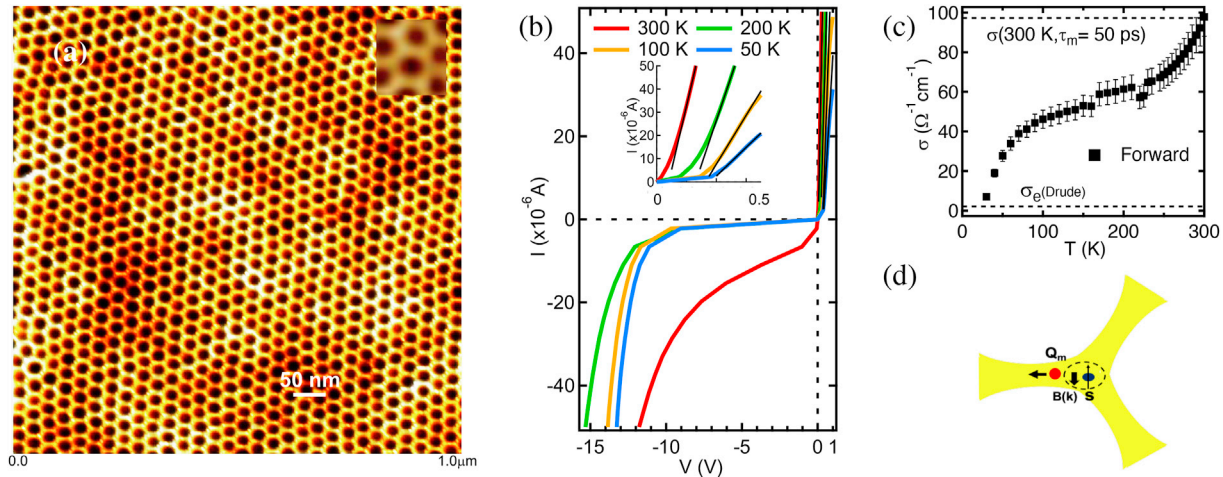 (a)
50 nm
0.0
1.0μm
(b)
300 K 200 K
100 K 50 K
I (x10⁻⁶A)
40
20
0
-20
-40
-15 -10 -5 0 1
V (V)
I (x10⁻⁶A)
50
40
30
20
10
0
0 0.5
(c)
100
80
60
40
20
0
σ (Ω⁻¹ cm⁻¹)
σ(300 K,τm= 50 ps)
Forward
σe(Drude)
0 100 200 300
T (K)
(d)
Qm
B(k) S